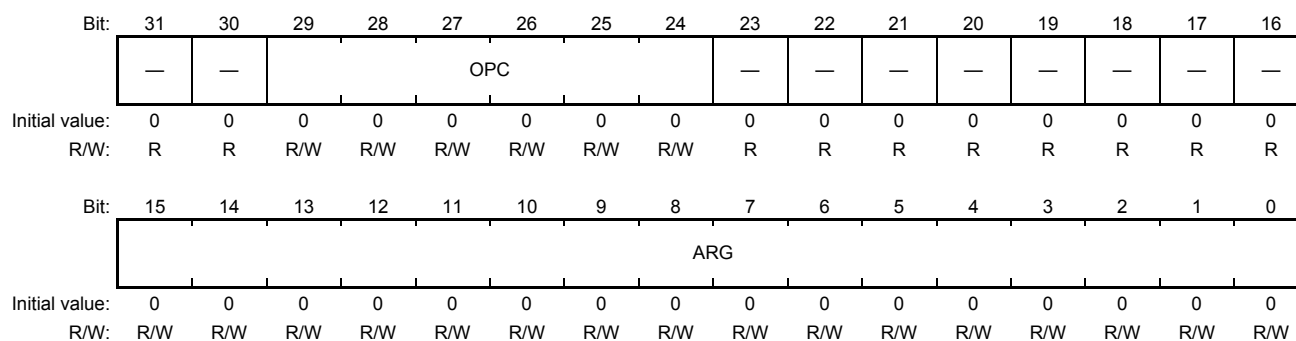 Bit: 31 30 29 28 27 26 25 24 23 22 21 20 19 18 17 16
— — OPC — — — — — — — —
Initial value: 0 0 0 0 0 0 0 0 0 0 0 0 0 0 0 0
R/W: R R R/W R/W R/W R/W R/W R/W R R R R R R R R
Bit: 15 14 13 12 11 10 9 8 7 6 5 4 3 2 1 0
ARG
Initial value: 0 0 0 0 0 0 0 0 0 0 0 0 0 0 0 0
R/W: R/W R/W R/W R/W R/W R/W R/W R/W R/W R/W R/W R/W R/W R/W R/W R/W